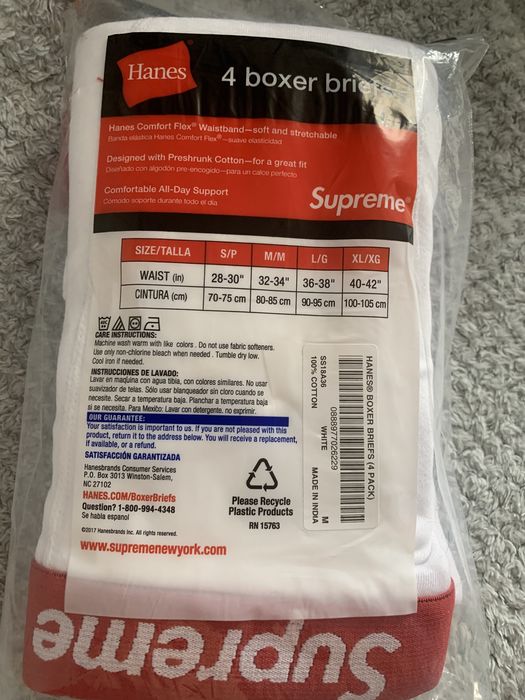 Hanes
4 boxer briefs
Hanes Comfort Flex® Waistband—soft and stretchable
Banda elástica Hanes Comfort Flex®—suave elasticidad
Designed with Preshrunk Cotton—for a great fit
Diseñado con algodón pre-encogido—para un calce perfecto
Comfortable All-Day Support
Cómodo soporte durante todo el día
Supreme®
SIZE/TALLA S/P M/M L/G XL/XG
WAIST (in) 28-30" 32-34" 36-38" 40-42"
CINTURA (cm) 70-75 cm 80-85 cm 90-95 cm 100-105 cm
CARE INSTRUCTIONS:
Machine wash warm with like colors. Do not use fabric softeners.
Use only non-chlorine bleach when needed. Tumble dry low.
Cool iron if needed.
INSTRUCCIONES DE LAVADO:
Lavar en maquina con agua tibia, con colores similares. No usar
suavizador de telas. Sólo usar blanqueador sin cloro cuando se
necesite. Secar a temperatura baja. Planchar a temperatura baja
si se necesita. Para Mexico: Lavar con detergente, no exprimir.
OUR GUARANTEE:
Your satisfaction is important to us. If you are not pleased with this
product, return it to the address below. You will receive a replacement,
if available, or a refund.
SATISFACCIÓN GARANTIZADA
Hanesbrands Consumer Services
P.O. Box 3013 Winston-Salem,
NC 27102
HANES.COM/BoxerBriefs
Question? 1-800-994-4348
Se habla espanol
©2017 Hanesbrands Inc. All rights reserved.
www.supremenewyork.com
Please Recycle
Plastic Products
RN 15763
HANES® BOXER BRIEFS (4 PACK)
0888977026229
SS18A36 WHITE M
100% COTTON MADE IN INDIA
Supreme